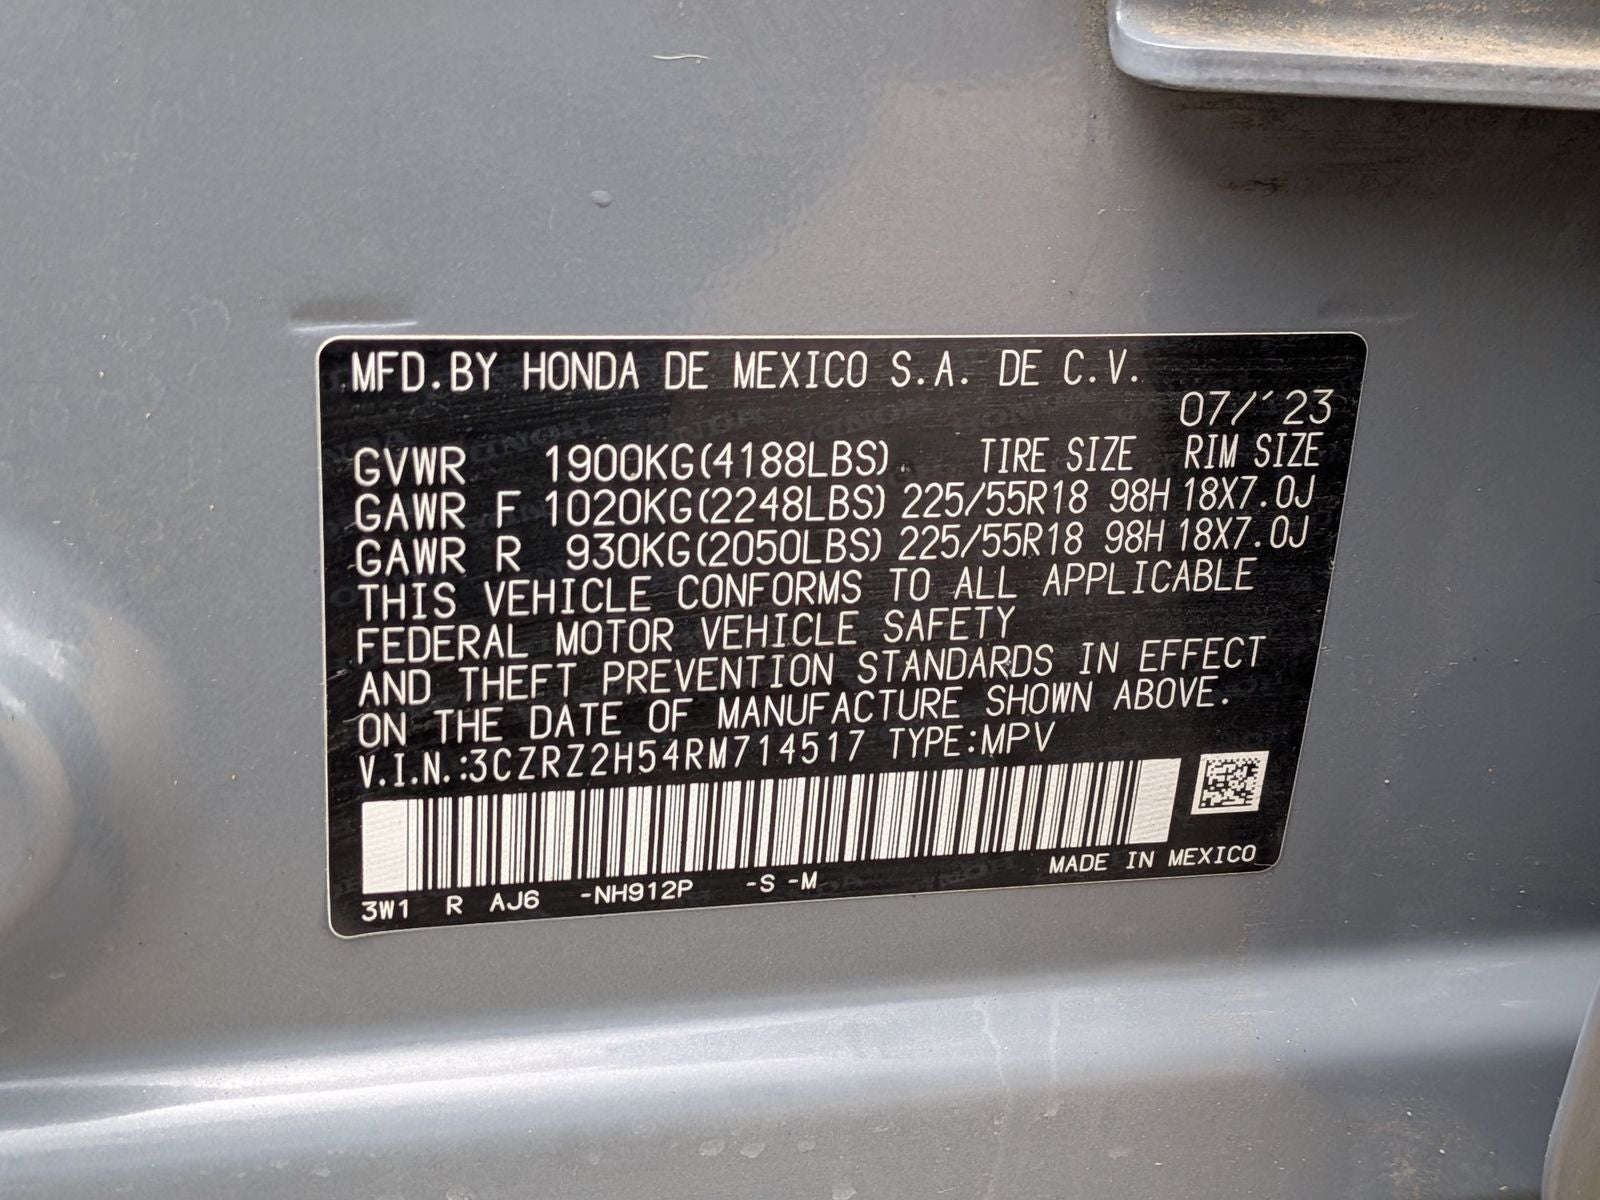 MFD.BY HONDA DE MEXICO S.A. DE C.V.
07/´23
GVWR 1900KG(4188LBS) TIRE SIZE RIM SIZE
GAWR F 1020KG(2248LBS) 225/55R18 98H 18X7.0J
GAWR R 930KG(2050LBS) 225/55R18 98H 18X7.0J
THIS VEHICLE CONFORMS TO ALL APPLICABLE
FEDERAL MOTOR VEHICLE SAFETY
AND THEFT PREVENTION STANDARDS IN EFFECT
ON THE DATE OF MANUFACTURE SHOWN ABOVE.
V.I.N.:3CZRZ2H54RM714517 TYPE:MPV
MADE IN MEXICO
3W1 R AJ6 -NH912P -S -M